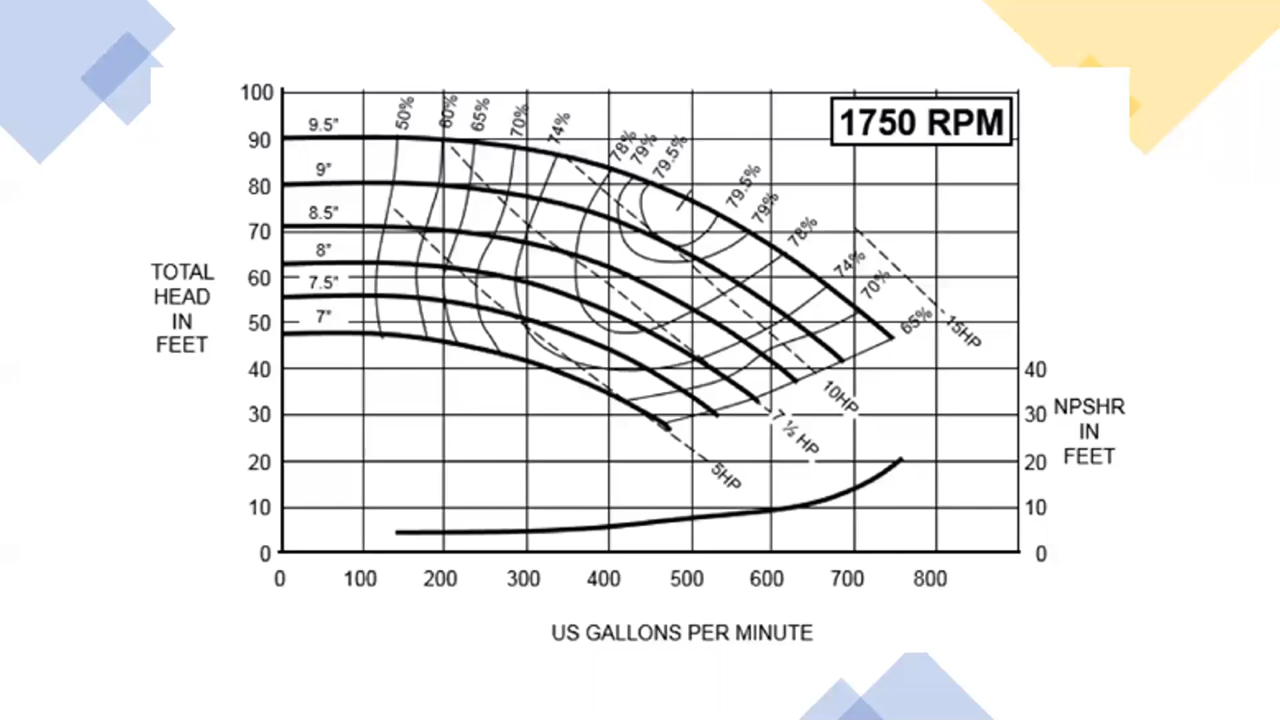 1750 RPM
100
90
80
70
60
50
40
30
20
10
0
9.5"
9"
8.5"
8"
7.5"
7"
50%
60%
65%
70%
74%
78%
79%
79.5%
79.5%
79%
78%
74%
70%
65%
15HP
10HP
7 ½ HP
5HP
TOTAL
HEAD
IN
FEET
40
30
20
10
0
NPSHR
IN
FEET
0 100 200 300 400 500 600 700 800
US GALLONS PER MINUTE